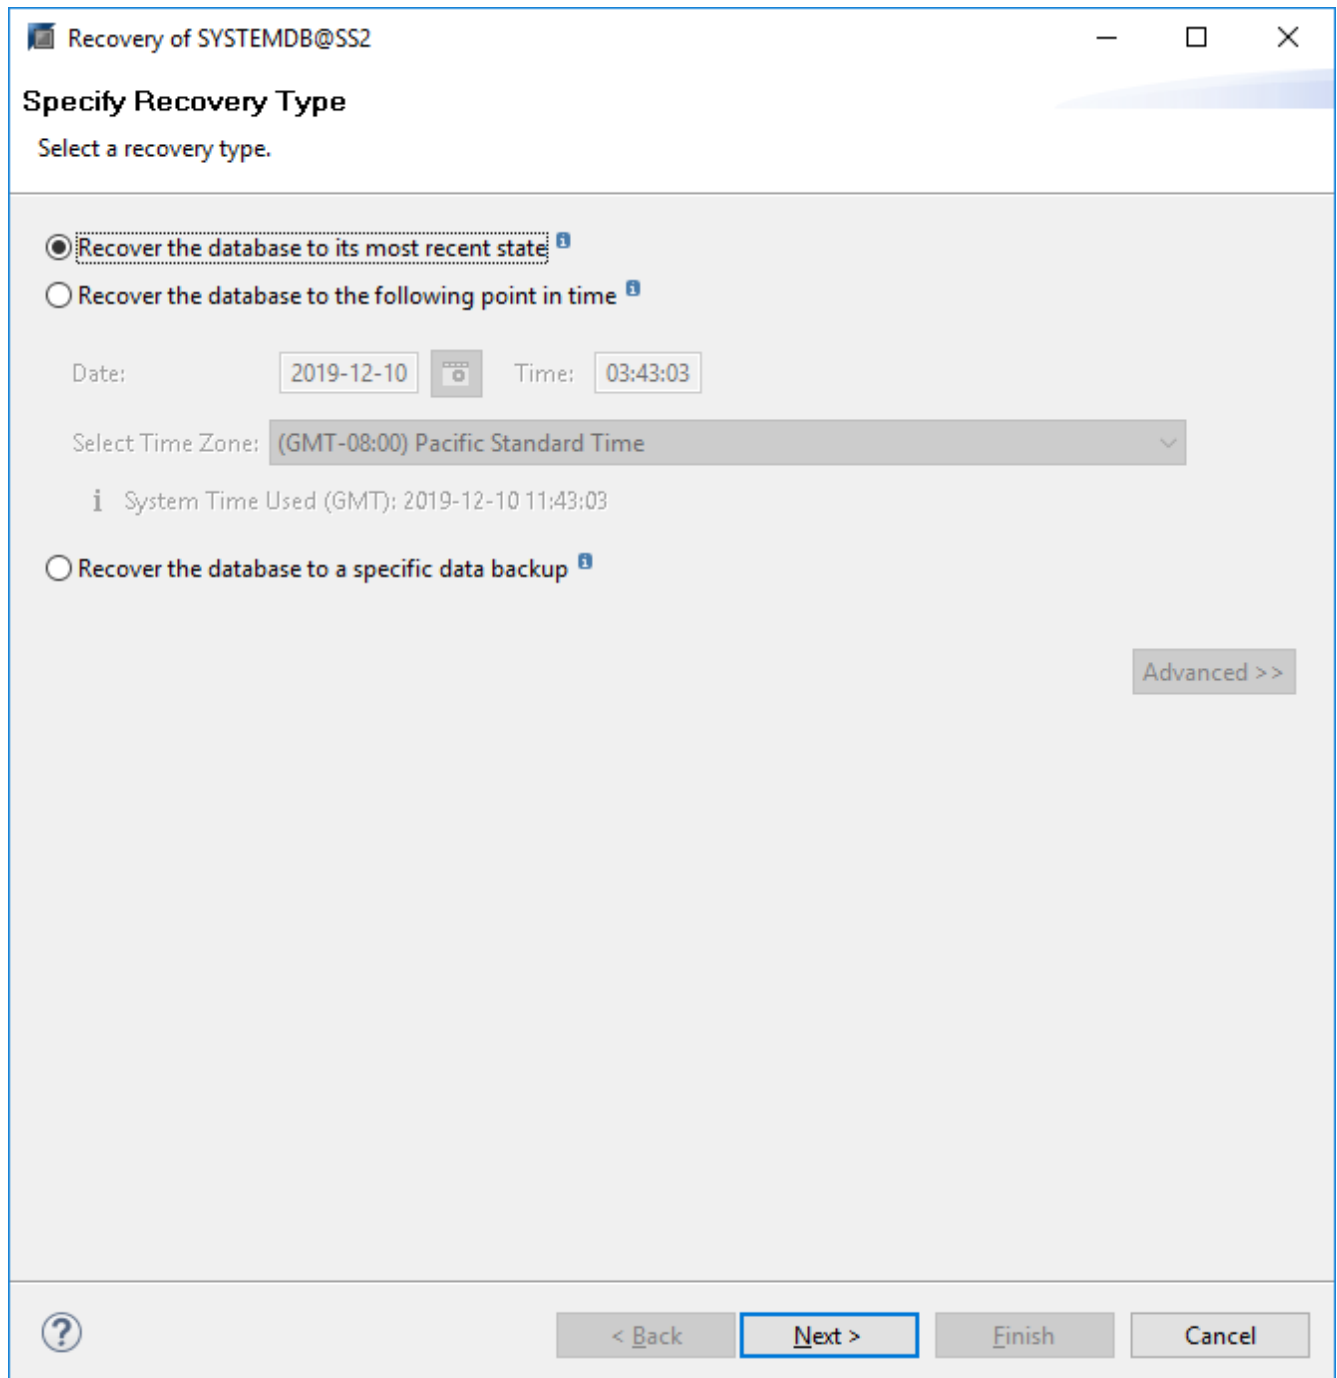 Recovery of SYSTEMDB@SS2
Specify Recovery Type
Select a recovery type.
Recover the database to its most recent state
Recover the database to the following point in time
Date: 2019-12-10 Time: 03:43:03
Select Time Zone: (GMT-08:00) Pacific Standard Time
i System Time Used (GMT): 2019-12-10 11:43:03
Recover the database to a specific data backup
Advanced >>
? < Back Next > Finish Cancel